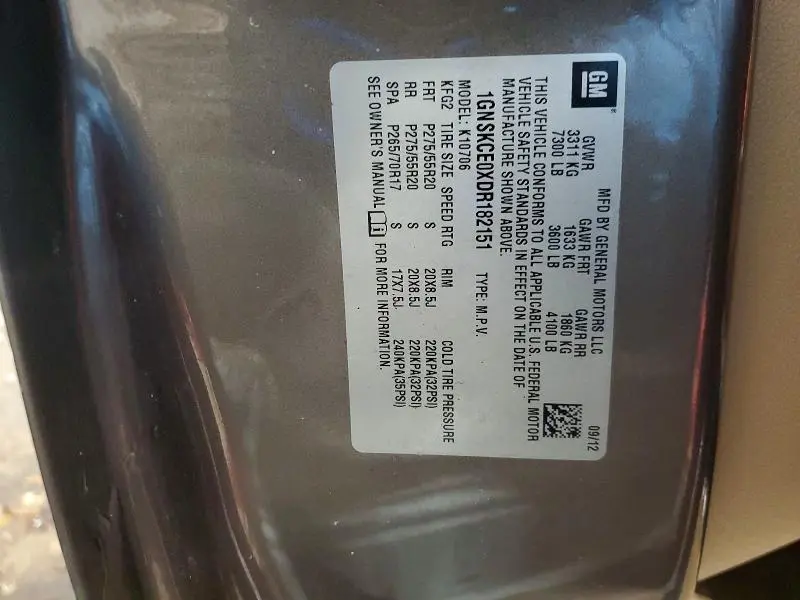 GM
MFD BY GENERAL MOTORS LLC 09/12
GVWR GAWR FRT GAWR RR
3311 KG 1633 KG 1860 KG
7300 LB 3600 LB 4100 LB
THIS VEHICLE CONFORMS TO ALL APPLICABLE U.S. FEDERAL MOTOR
VEHICLE SAFETY STANDARDS IN EFFECT ON THE DATE OF
MANUFACTURE SHOWN ABOVE.
1GNSKCE0XDR182151 TYPE: M.P.V.
MODEL: K10706
KFG2 TIRE SIZE SPEED RTG RIM COLD TIRE PRESSURE
FRT P275/55R20 S 20X8.5J 220KPA(32PSI)
RR P275/55R20 S 20X8.5J 220KPA(32PSI)
SPA P265/70R17 S 17X7.5J 240KPA(35PSI)
SEE OWNER'S MANUAL i FOR MORE INFORMATION.